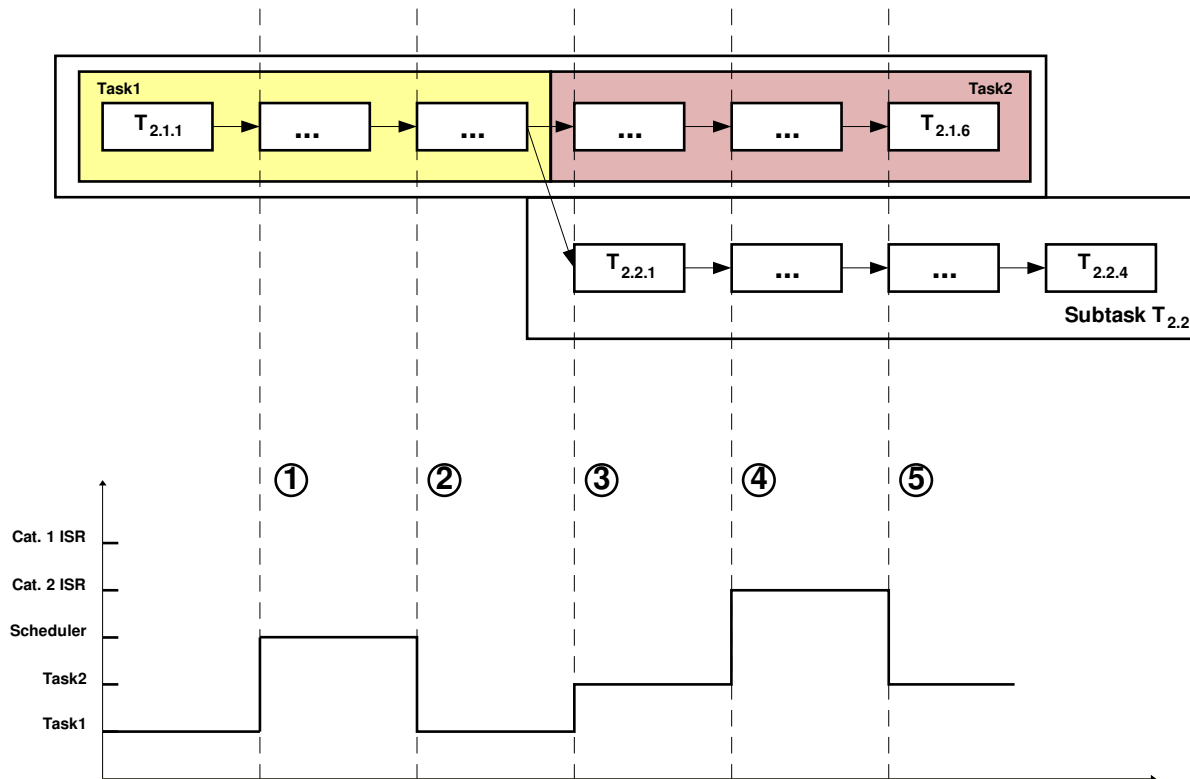 Task1
Task2
T2.1.1
...
...
...
...
T2.1.6
T2.2.1
...
...
T2.2.4
Subtask T2.2
① ② ③ ④ ⑤
Cat. 1 ISR
Cat. 2 ISR
Scheduler
Task2
Task1